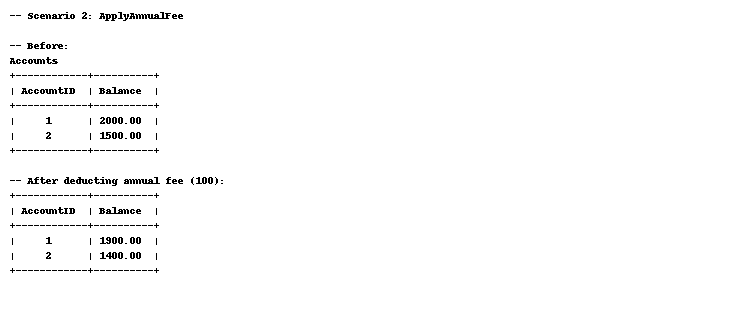 -- Scenario 2: ApplyAnnualFee
-- Before:
Accounts
+------------+----------+
| AccountID  | Balance  |
+------------+----------+
|     1      | 2000.00  |
|     2      | 1500.00  |
+------------+----------+
-- After deducting annual fee (100):
+------------+----------+
| AccountID  | Balance  |
+------------+----------+
|     1      | 1900.00  |
|     2      | 1400.00  |
+------------+----------+